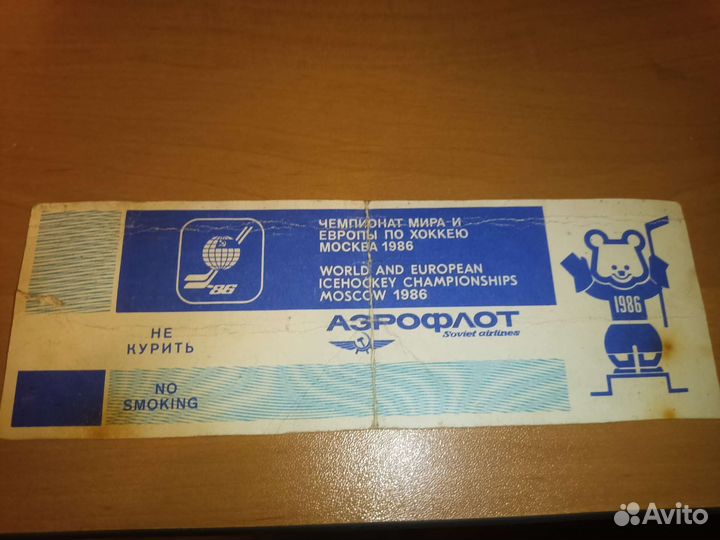 ЧЕМПИОНАТ МИРА И
ЕВРОПЫ ПО ХОККЕЮ
МОСКВА 1986
WORLD AND EUROPEAN
ICEHOCKEY CHAMPIONSHIPS
MOSCOW 1986
'86
1986
АЭРОФЛОТ
Soviet airlines
НЕ
КУРИТЬ
NO
SMOKING
Avito